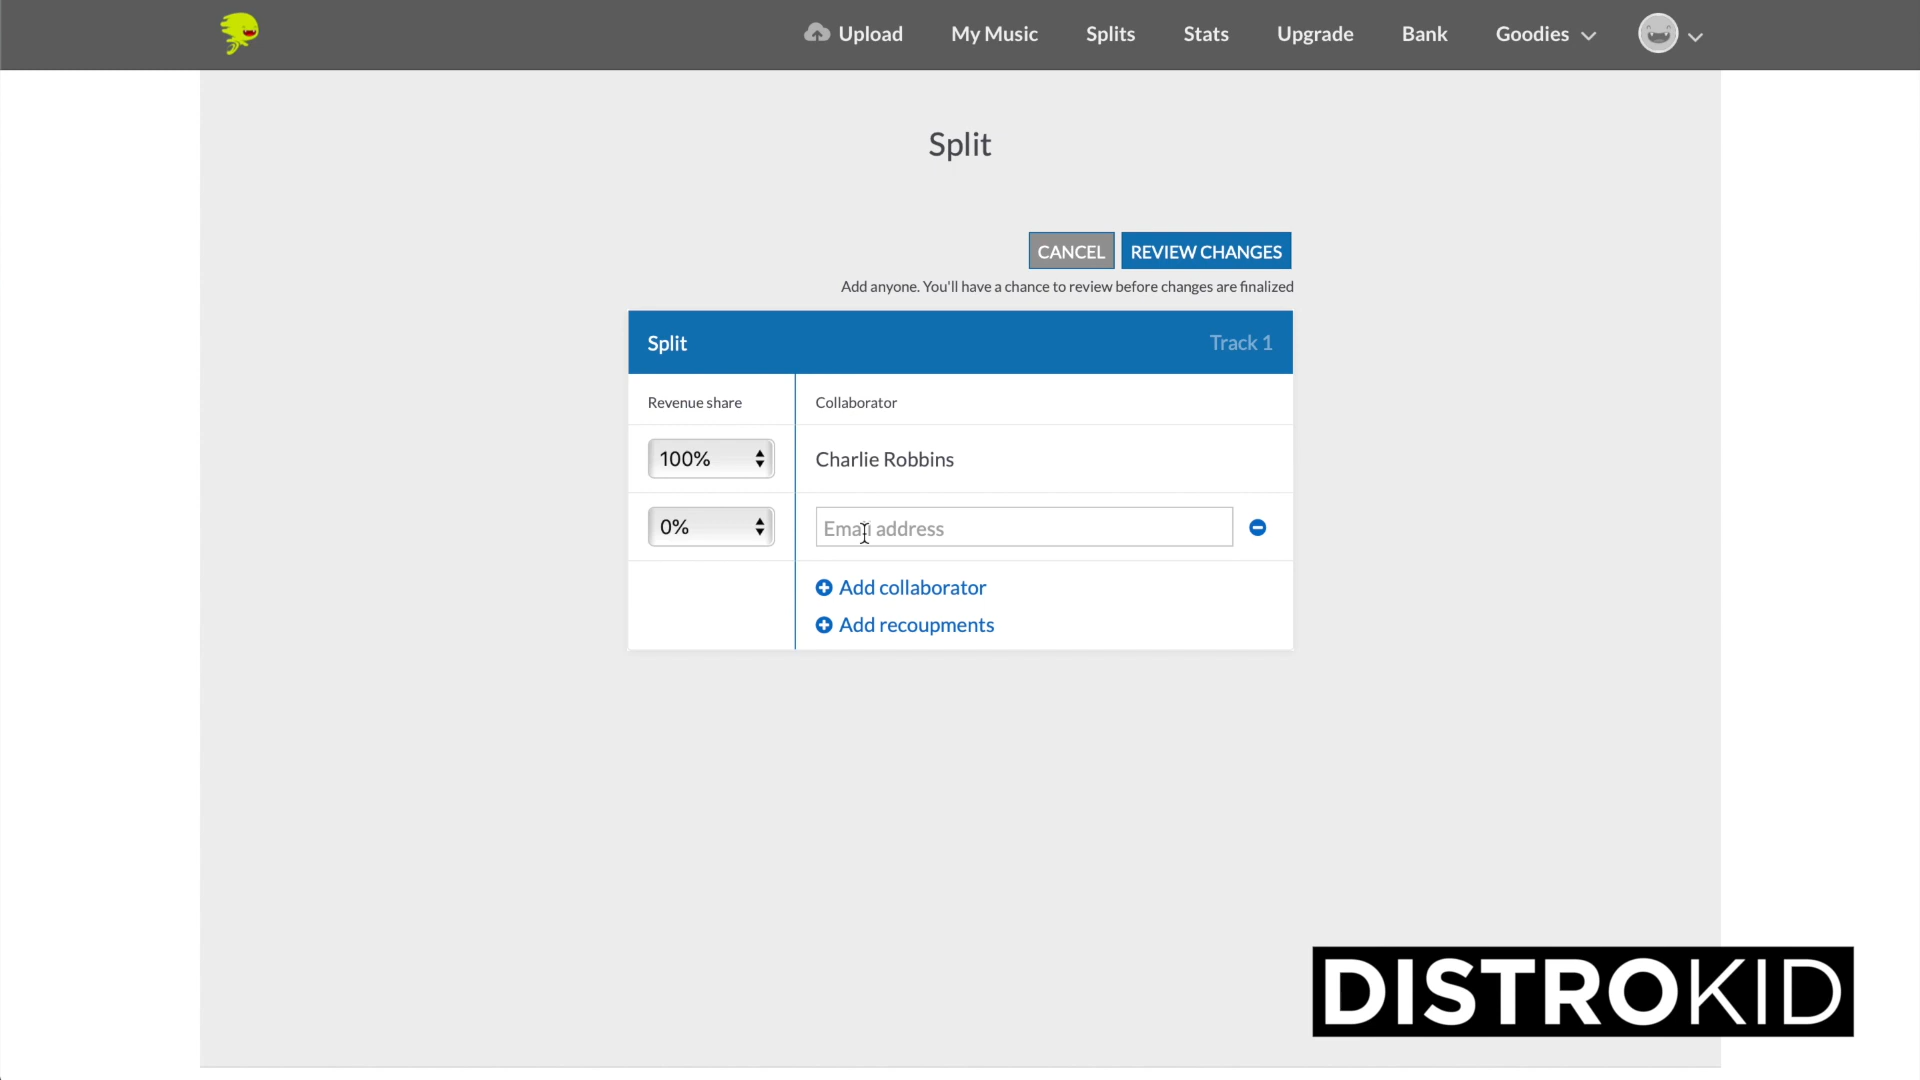 Upload My Music Splits Stats Upgrade Bank Goodies
Split
CANCEL REVIEW CHANGES
Add anyone. You'll have a chance to review before changes are finalized
Split Track 1
Revenue share Collaborator
100% Charlie Robbins
0% Email address
Add collaborator
Add recoupments
DISTROKID